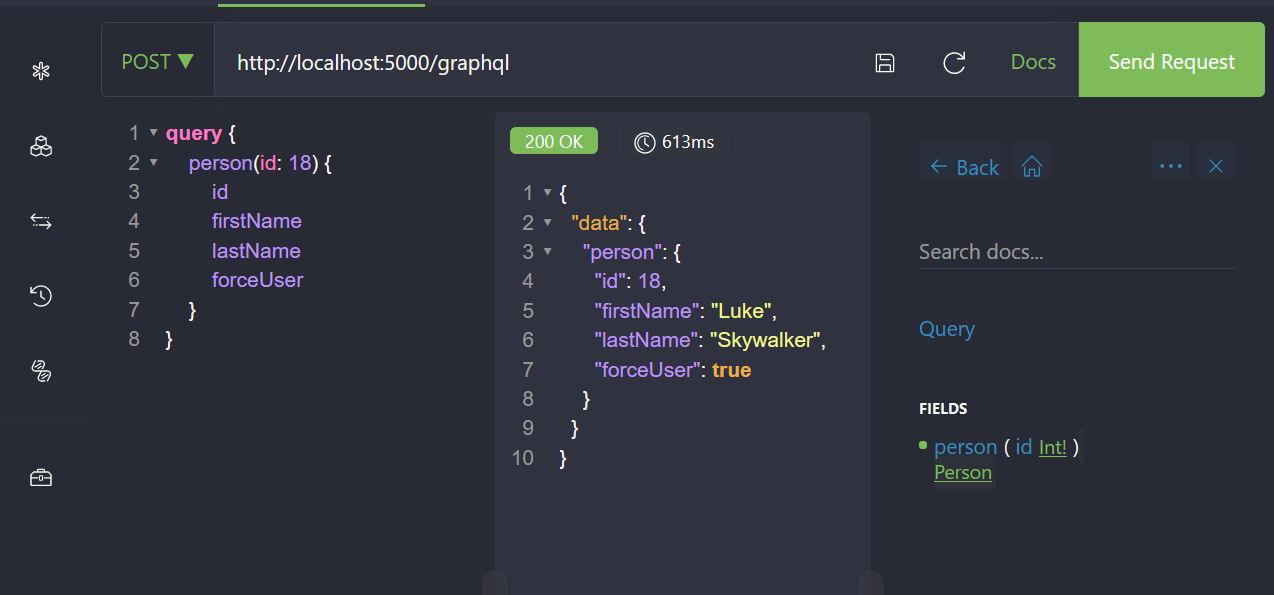 POST ▼
http://localhost:5000/graphql
Docs
Send Request
1 ▼ query {
2 ▼ person(id: 18) {
3 id
4 firstName
5 lastName
6 forceUser
7 }
8 }
200 OK
613ms
1 ▼ {
2 ▼ "data": {
3 ▼ "person": {
4 "id": 18,
5 "firstName": "Luke",
6 "lastName": "Skywalker",
7 "forceUser": true
8 }
9 }
10 }
← Back
Search docs...
Query
FIELDS
person ( id Int! )
Person